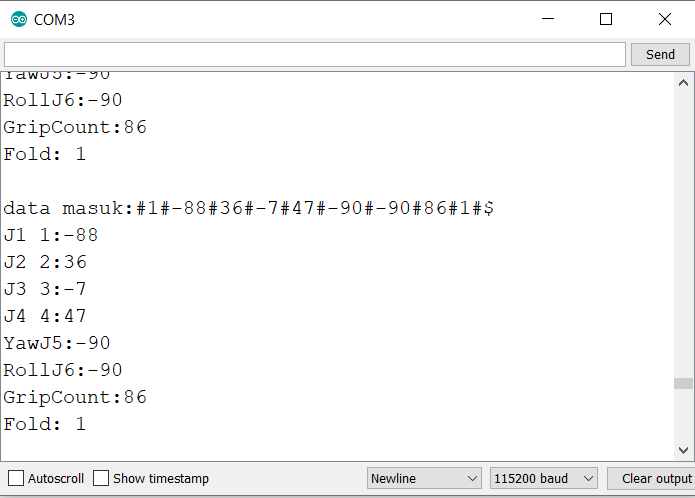 COM3
Send
YawJ5:-90
RollJ6:-90
GripCount:86
Fold: 1
data masuk:#1#-88#36#-7#47#-90#-90#86#1#$
J1 1:-88
J2 2:36
J3 3:-7
J4 4:47
YawJ5:-90
RollJ6:-90
GripCount:86
Fold: 1
Autoscroll Show timestamp Newline 115200 baud Clear output